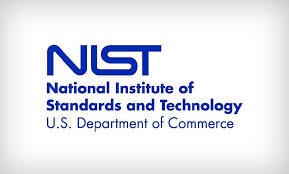 NIST
National Institute of
Standards and Technology
U.S. Department of Commerce